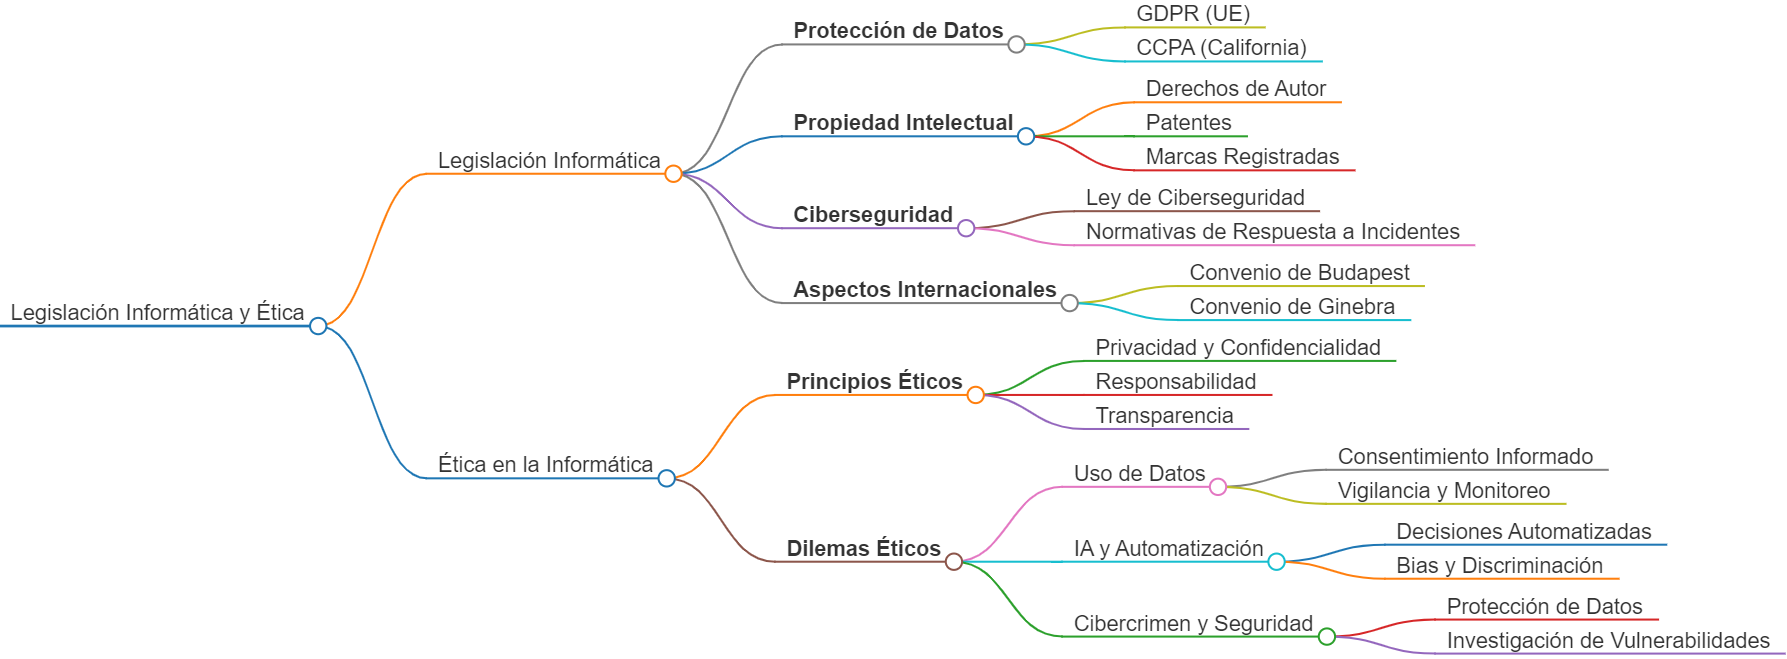 Legislación Informática y Ética
Legislación Informática
Protección de Datos
GDPR (UE)
CCPA (California)
Propiedad Intelectual
Derechos de Autor
Patentes
Marcas Registradas
Ciberseguridad
Ley de Ciberseguridad
Normativas de Respuesta a Incidentes
Aspectos Internacionales
Convenio de Budapest
Convenio de Ginebra
Ética en la Informática
Principios Éticos
Privacidad y Confidencialidad
Responsabilidad
Transparencia
Dilemas Éticos
Uso de Datos
Consentimiento Informado
Vigilancia y Monitoreo
IA y Automatización
Decisiones Automatizadas
Bias y Discriminación
Cibercrimen y Seguridad
Protección de Datos
Investigación de Vulnerabilidades